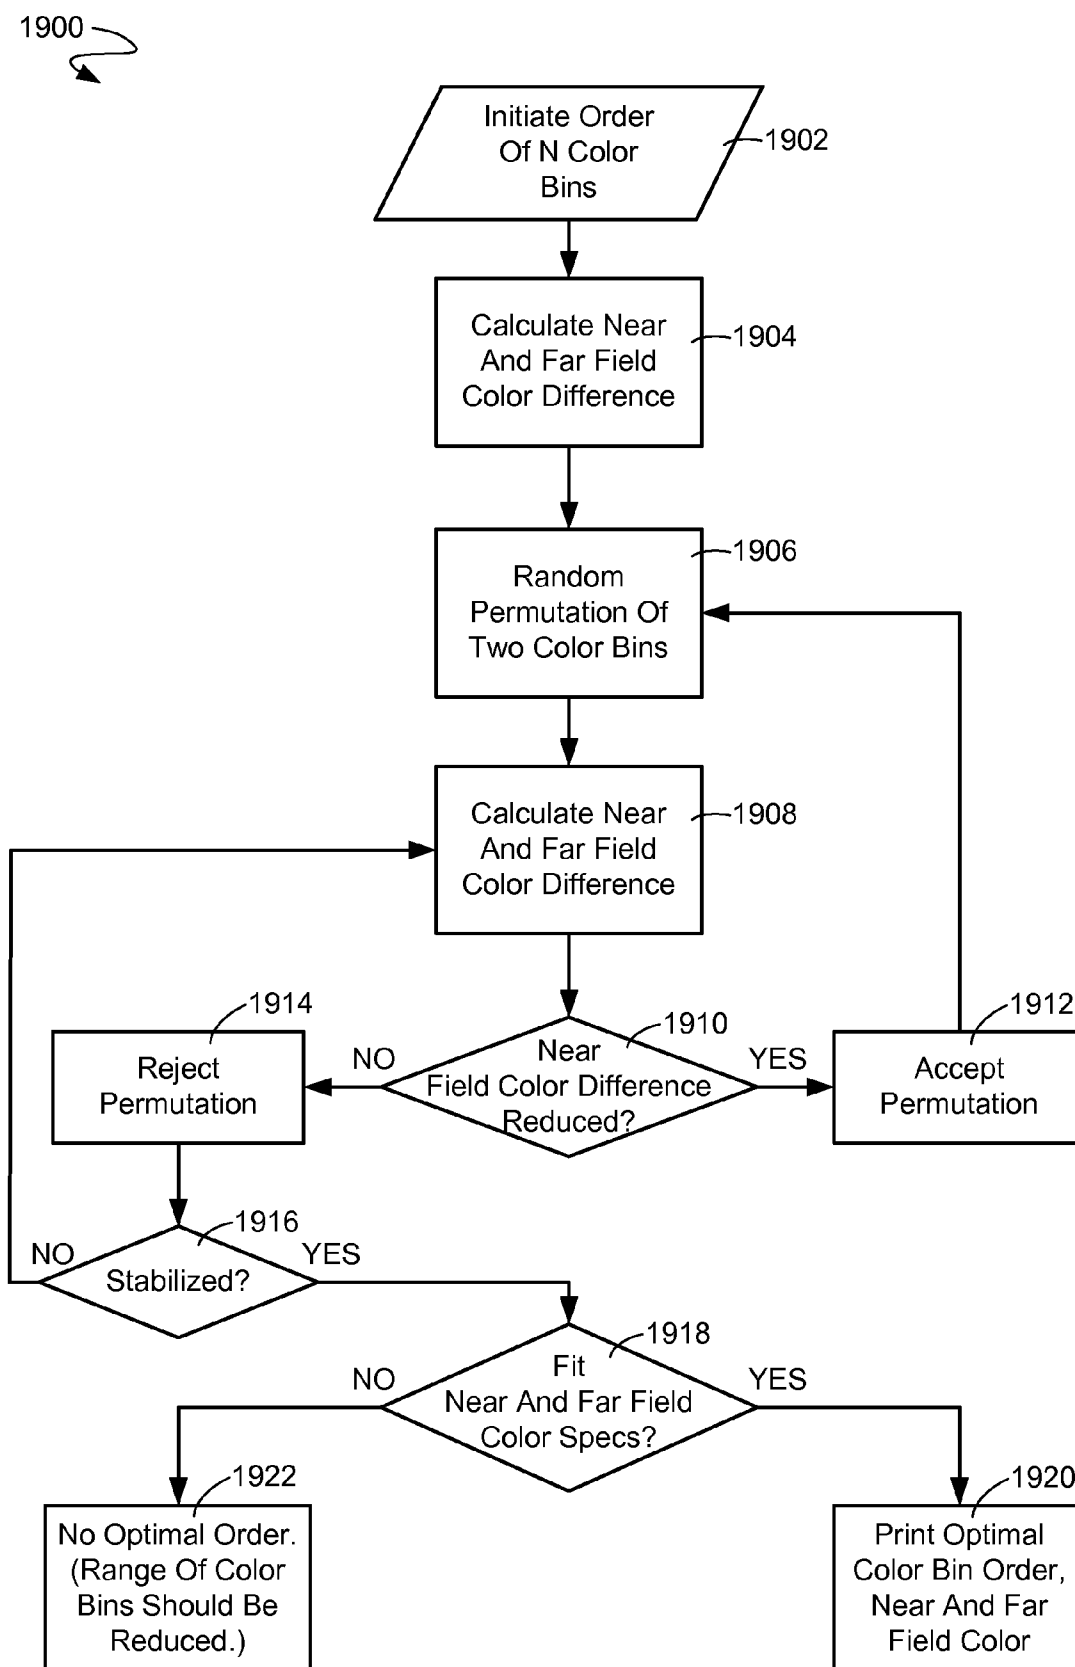 1900
Initiate Order
Of N Color
Bins
1902
Calculate Near
And Far Field
Color Difference
1904
Random
Permutation Of
Two Color Bins
1906
Calculate Near
And Far Field
Color Difference
1908
1914
Reject
Permutation
NO
Near
Field Color Difference
Reduced?
1910
YES
1912
Accept
Permutation
NO
Stabilized?
1916
YES
NO
Fit
Near And Far Field
Color Specs?
1918
YES
1922
No Optimal Order.
(Range Of Color
Bins Should Be
Reduced.)
1920
Print Optimal
Color Bin Order,
Near And Far
Field Color